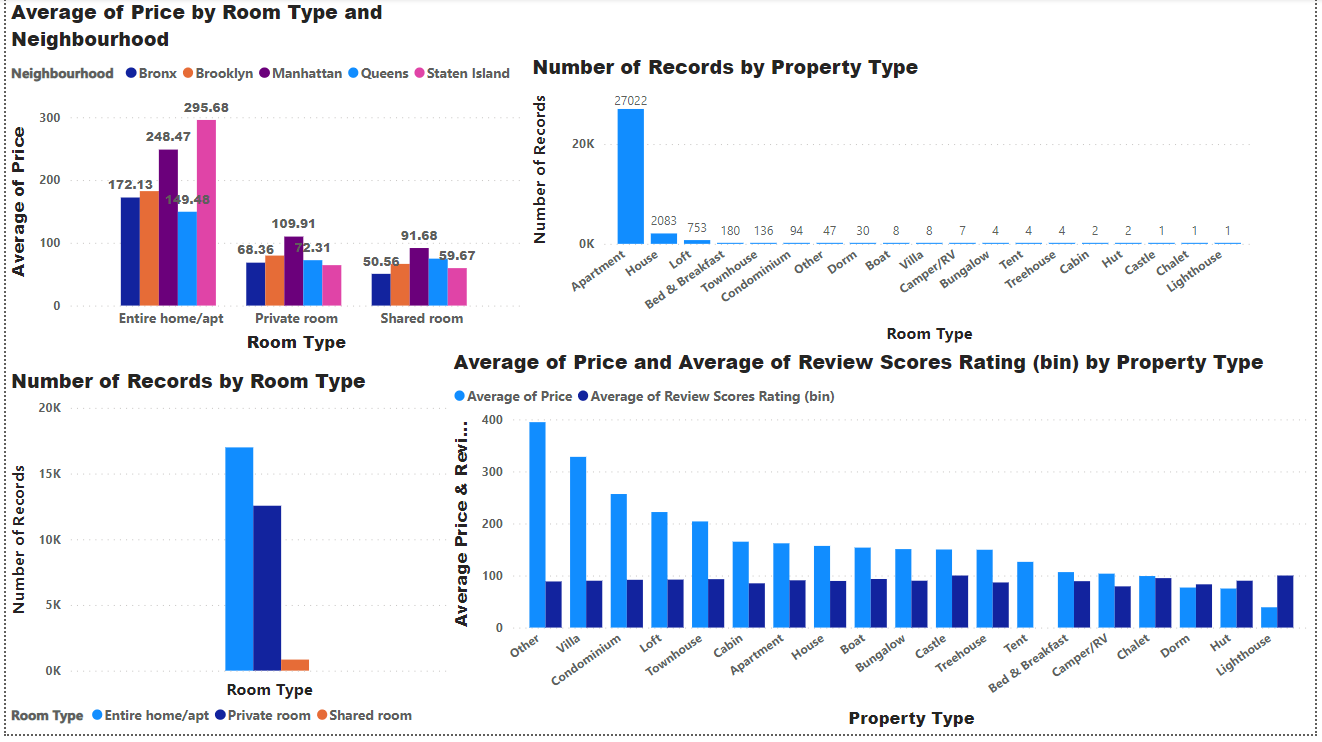 Average of Price by Room Type and
Neighbourhood
Neighbourhood Bronx Brooklyn Manhattan Queens Staten Island
Average of Price
300
200
100
0
172.13
248.47
149.48
295.68
68.36
109.91
72.31
50.56
91.68
59.67
Entire home/apt Private room Shared room
Room Type
Number of Records by Property Type
Number of Records
20K
0K
27022 2083 753 180 136 94 47 30 8 8 7 4 4 4 2 2 1 1 1
Apartment House Loft Bed & Breakfast Townhouse Condominium Other Dorm Boat Villa Camper/RV Bungalow Tent Treehouse Cabin Hut Castle Chalet Lighthouse
Room Type
Number of Records by Room Type
Number of Records
20K
15K
10K
5K
0K
Room Type
Room Type Entire home/apt Private room Shared room
Average of Price and Average of Review Scores Rating (bin) by Property Type
Average of Price Average of Review Scores Rating (bin)
Average Price & Revi...
400
300
200
100
0
Other Villa Condominium Loft Townhouse Cabin Apartment House Boat Bungalow Castle Treehouse Tent Bed & Breakfast Camper/RV Chalet Dorm Hut Lighthouse
Property Type